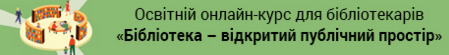 Освітній онлайн-курс для бібліотекарів
«Бібліотека – відкритий публічний простір»